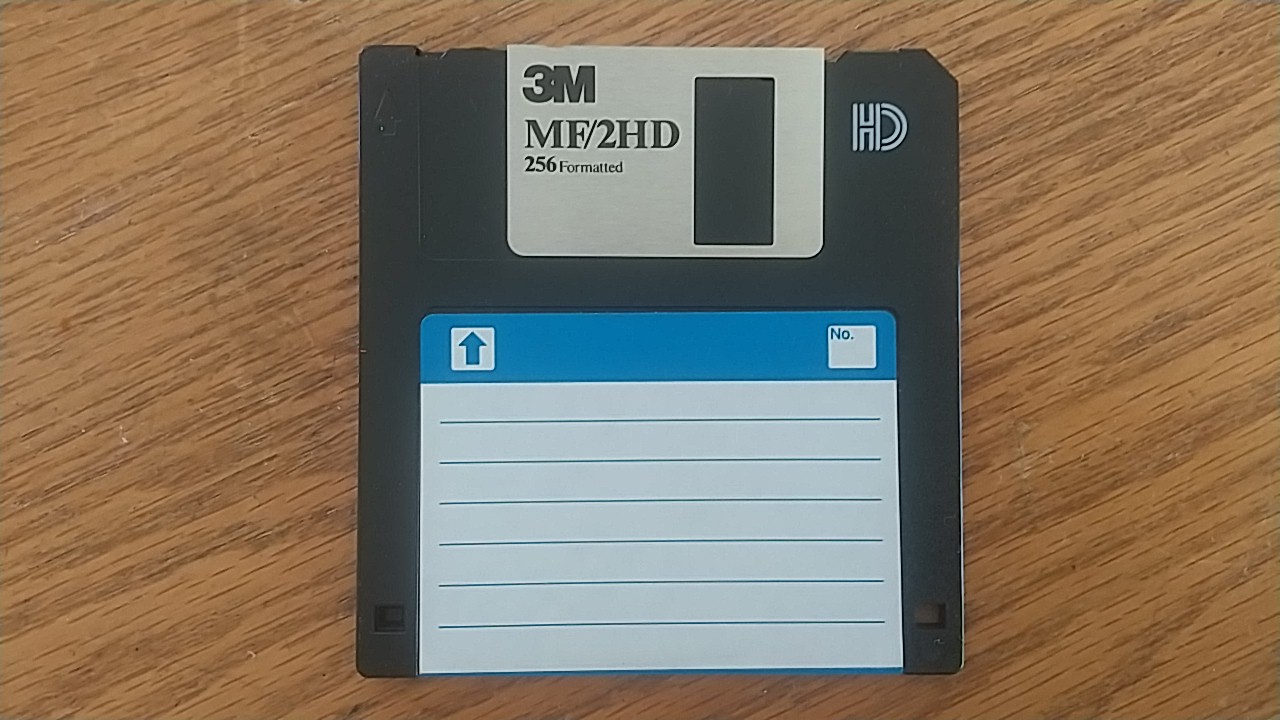 3M
MF/2HD
256 Formatted
HD
No.